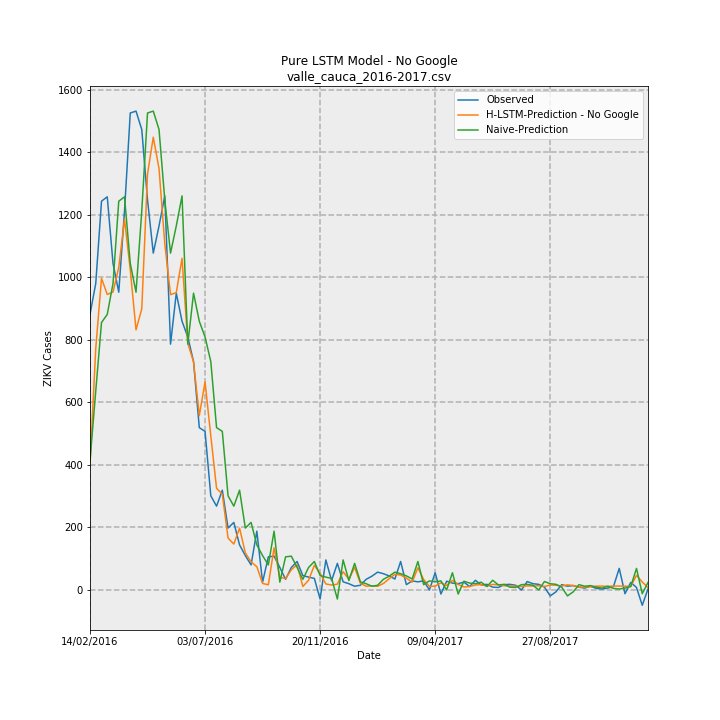 Pure LSTM Model - No Google
valle_cauca_2016-2017.csv
Observed
H-LSTM-Prediction - No Google
Naive-Prediction
1600
1400
1200
1000
800
600
400
200
0
ZIKV Cases
14/02/2016 03/07/2016 20/11/2016 09/04/2017 27/08/2017
Date